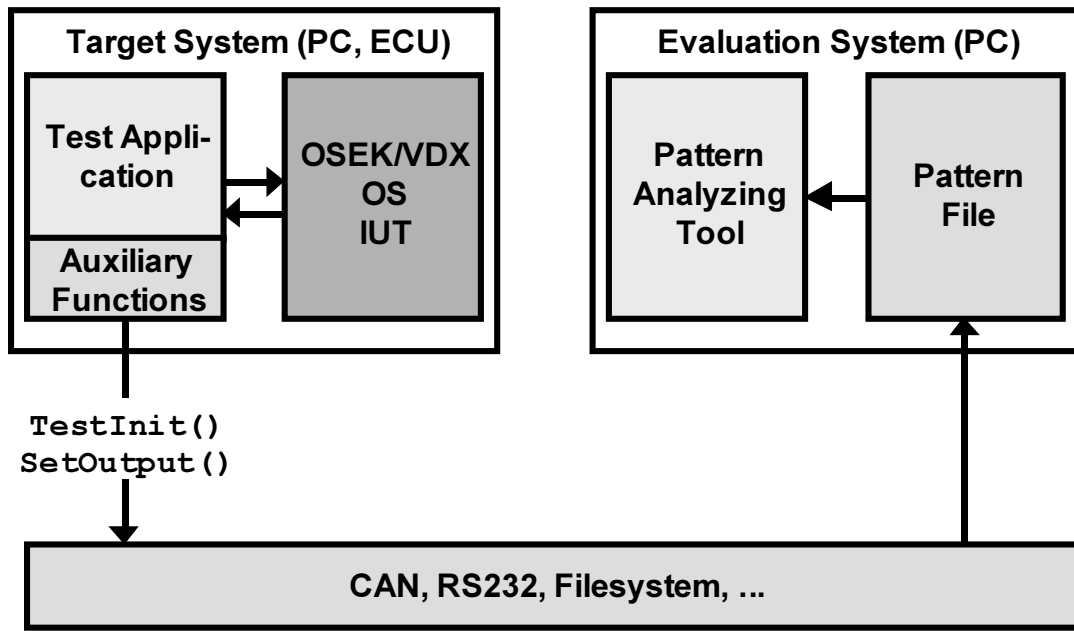 Target System (PC, ECU)
Test Appli-
cation
Auxiliary
Functions
OSEK/VDX
OS
IUT
TestInit()
SetOutput()
Evaluation System (PC)
Pattern
Analyzing
Tool
Pattern
File
CAN, RS232, Filesystem, ...